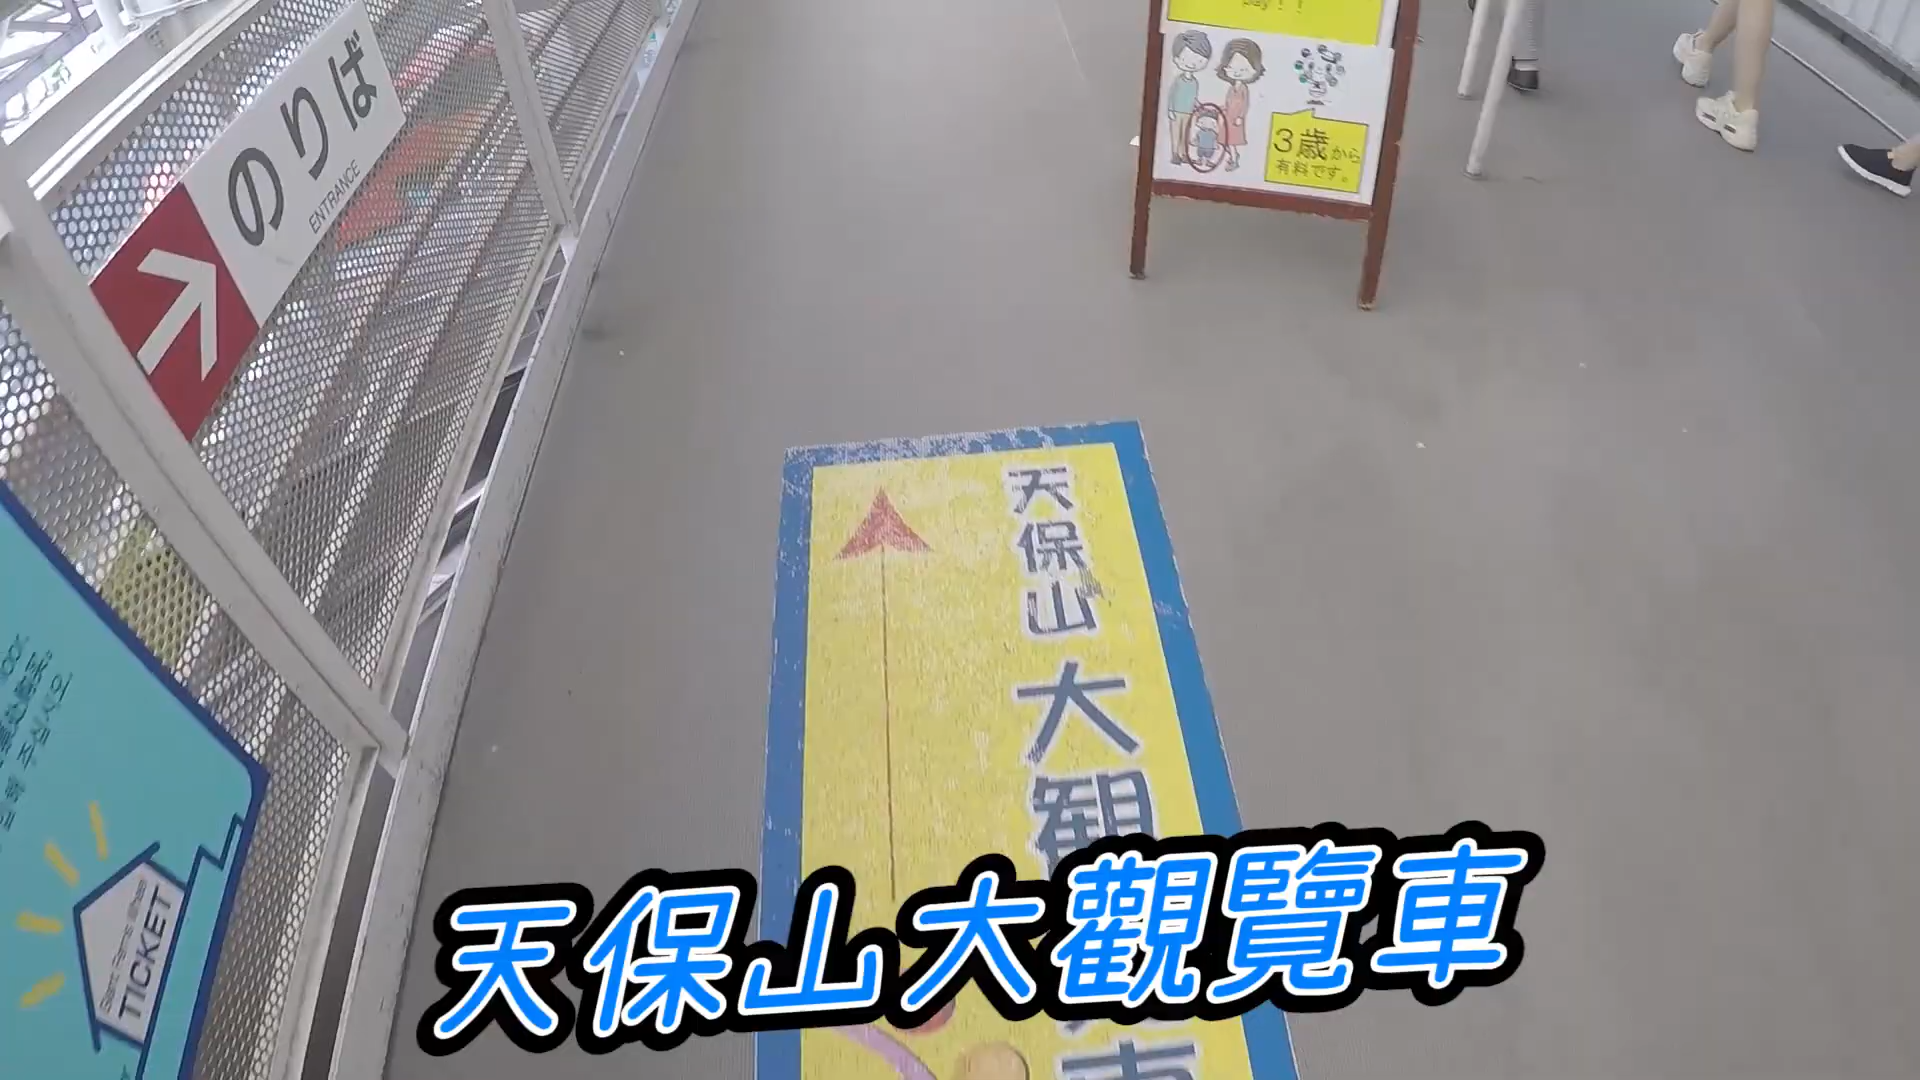 のりば
ENTRANCE
pay!!
3歳から
有料です。
天保山大観
天保山大觀覽車
TICKET